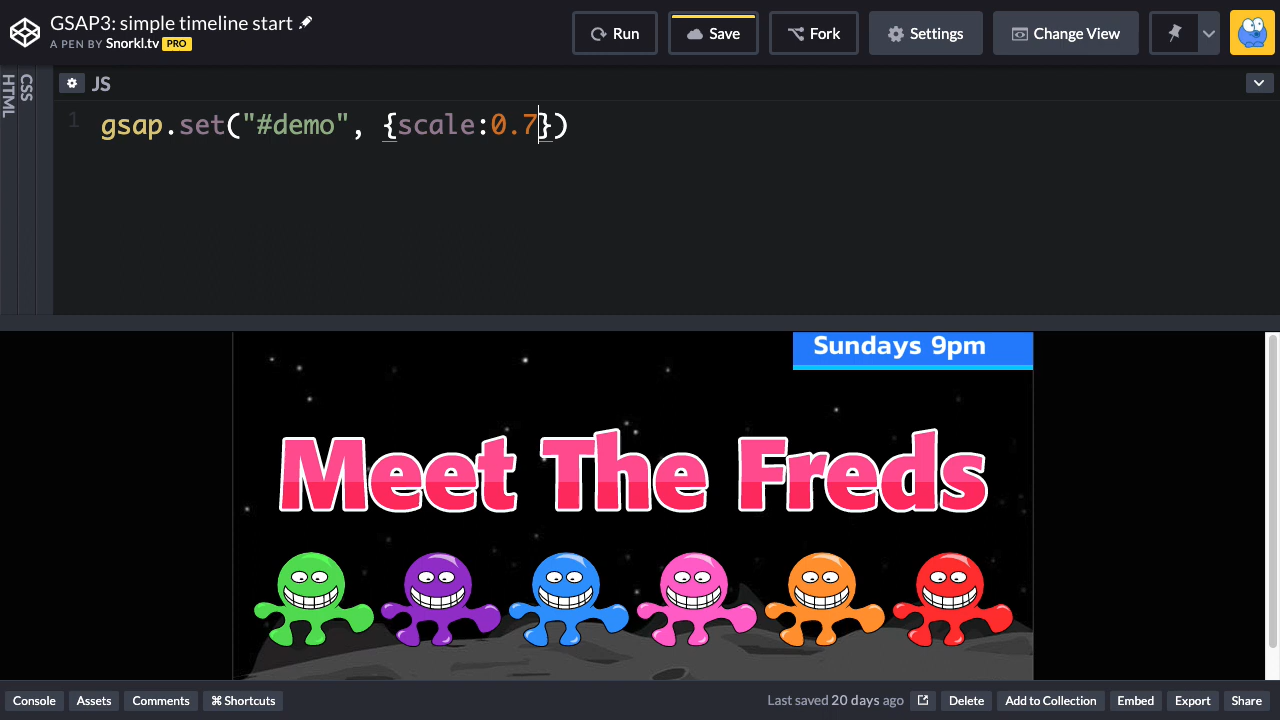 GSAP3: simple timeline start
A PEN BY Snorkl.tv PRO
Run
Save
Fork
Settings
Change View
HTML
CSS
JS
1 gsap.set("#demo", {scale:0.7})
Sundays 9pm
Meet The Freds
Console
Assets
Comments
⌘ Shortcuts
Last saved 20 days ago
Delete
Add to Collection
Embed
Export
Share